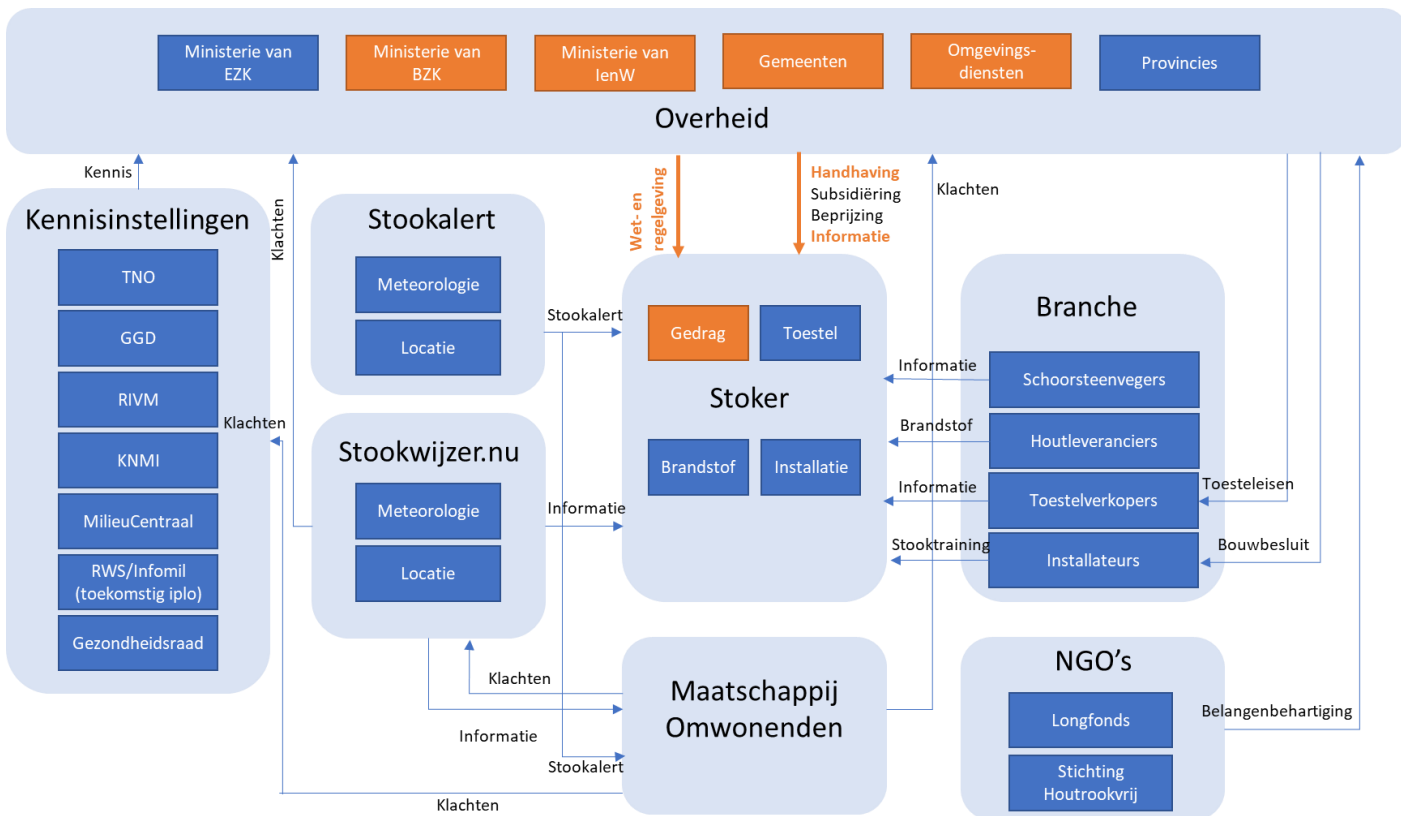 Ministerie van
EZK
Ministerie van
BZK
Ministerie van
IenW
Gemeenten
Omgevings-
diensten
Provincies
Overheid
Kennis
Klachten
Wet- en
regelgeving
Handhaving
Subsidiëring
Beprijzing
Informatie
Klachten
Kennisinstellingen
TNO
GGD
RIVM
KNMI
MilieuCentraal
RWS/Infomil
(toekomstig iplo)
Gezondheidsraad
Klachten
Stookalert
Meteorologie
Locatie
Stookalert
Stookwijzer.nu
Meteorologie
Locatie
Informatie
Gedrag
Toestel
Stoker
Brandstof
Installatie
Informatie
Brandstof
Informatie
Stooktraining
Branche
Schoorsteenvegers
Houtleveranciers
Toestelverkopers
Installateurs
Toesteleisen
Bouwbesluit
Klachten
Informatie
Stookalert
Klachten
Maatschappij
Omwonenden
NGO’s
Longfonds
Stichting
Houtrookvrij
Belangenbehartiging